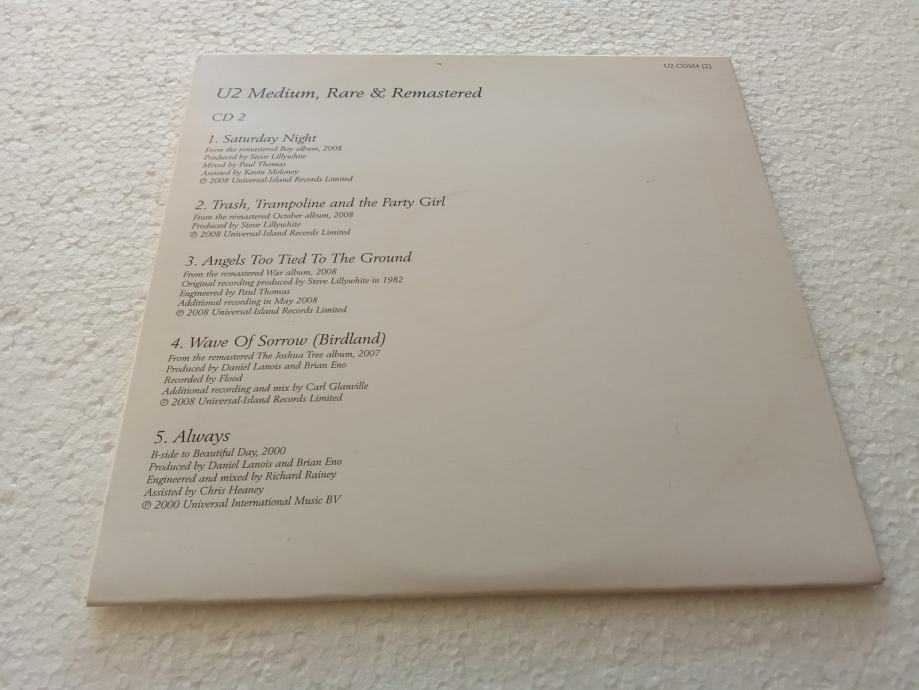 U2.COM4 (2)
U2 Medium, Rare & Remastered
CD 2
1. Saturday Night
From the remastered Boy album, 2008
Produced by Steve Lillywhite
Mixed by Paul Thomas
Assisted by Kevin Moloney
℗ 2008 Universal-Island Records Limited
2. Trash, Trampoline and the Party Girl
From the remastered October album, 2008
Produced by Steve Lillywhite
℗ 2008 Universal-Island Records Limited
3. Angels Too Tied To The Ground
From the remastered War album, 2008
Original recording produced by Steve Lillywhite in 1982
Engineered by Paul Thomas
Additional recording in May 2008
℗ 2008 Universal-Island Records Limited
4. Wave Of Sorrow (Birdland)
From the remastered The Joshua Tree album, 2007
Produced by Daniel Lanois and Brian Eno
Recorded by Flood
Additional recording and mix by Carl Glanville
℗ 2008 Universal-Island Records Limited
5. Always
B-side to Beautiful Day, 2000
Produced by Daniel Lanois and Brian Eno
Engineered and mixed by Richard Rainey
Assisted by Chris Heaney
℗ 2000 Universal International Music BV